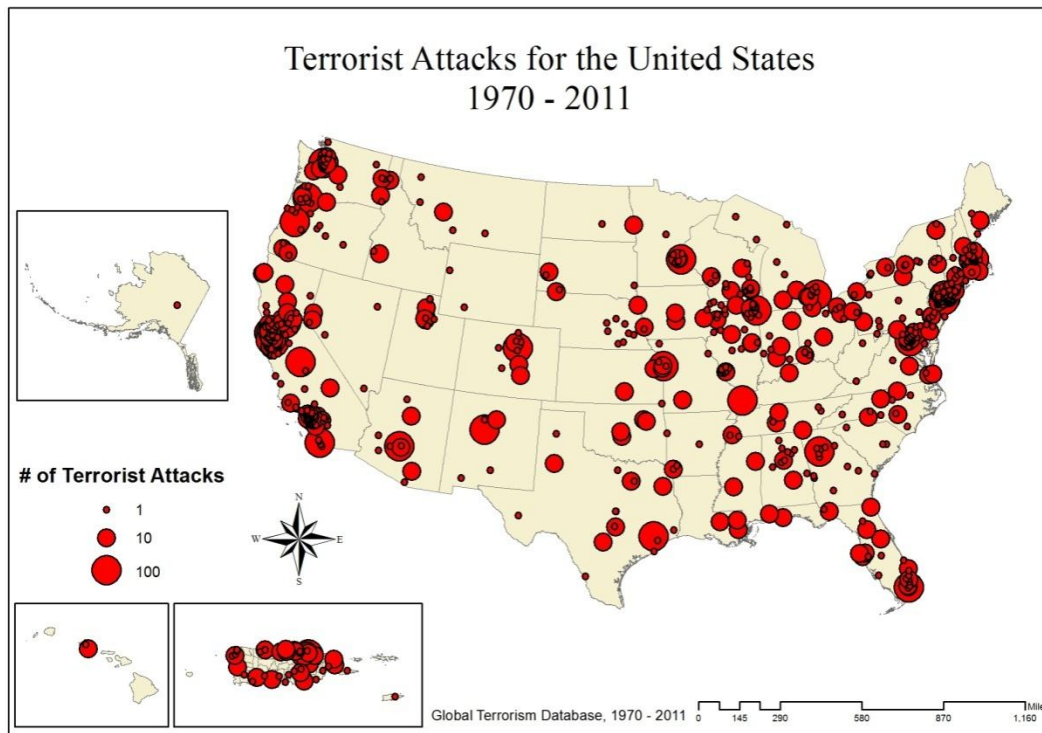 Terrorist Attacks for the United States
1970 - 2011
# of Terrorist Attacks
1
10
100
N
W
E
S
Global Terrorism Database, 1970 - 2011
Miles
0 145 290 580 870 1,160